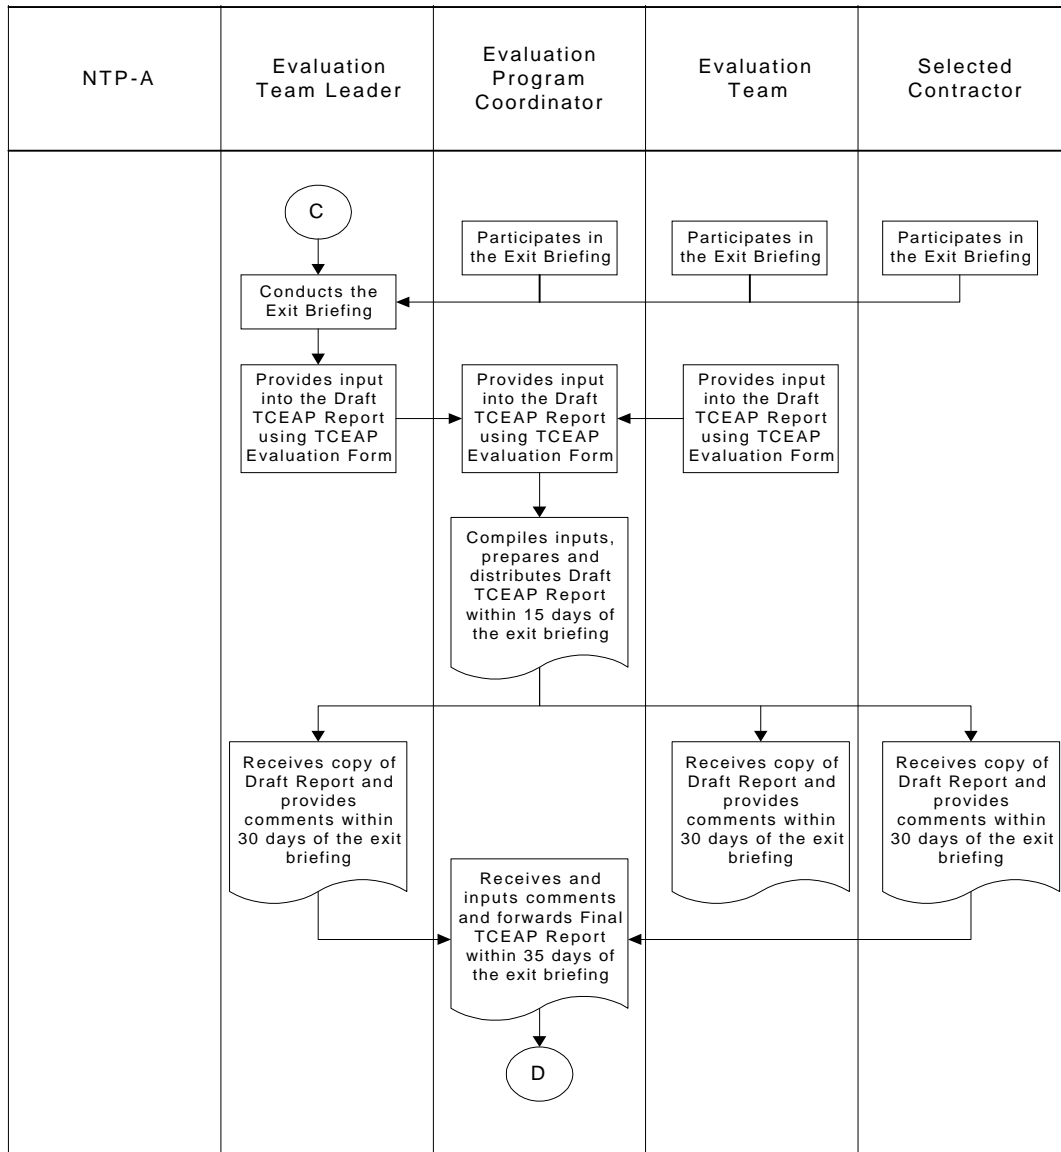 NTP-A
Evaluation
Team Leader
Evaluation
Program
Coordinator
Evaluation
Team
Selected
Contractor
C
Participates in
the Exit Briefing
Participates in
the Exit Briefing
Participates in
the Exit Briefing
Conducts the
Exit Briefing
Provides input
into the Draft
TCEAP Report
using TCEAP
Evaluation Form
Provides input
into the Draft
TCEAP Report
using TCEAP
Evaluation Form
Provides input
into the Draft
TCEAP Report
using TCEAP
Evaluation Form
Compiles inputs,
prepares and
distributes Draft
TCEAP Report
within 15 days of
the exit briefing
Receives copy of
Draft Report and
provides
comments within
30 days of the exit
briefing
Receives copy of
Draft Report and
provides
comments within
30 days of the exit
briefing
Receives copy of
Draft Report and
provides
comments within
30 days of the exit
briefing
Receives and
inputs comments
and forwards Final
TCEAP Report
within 35 days of
the exit briefing
D